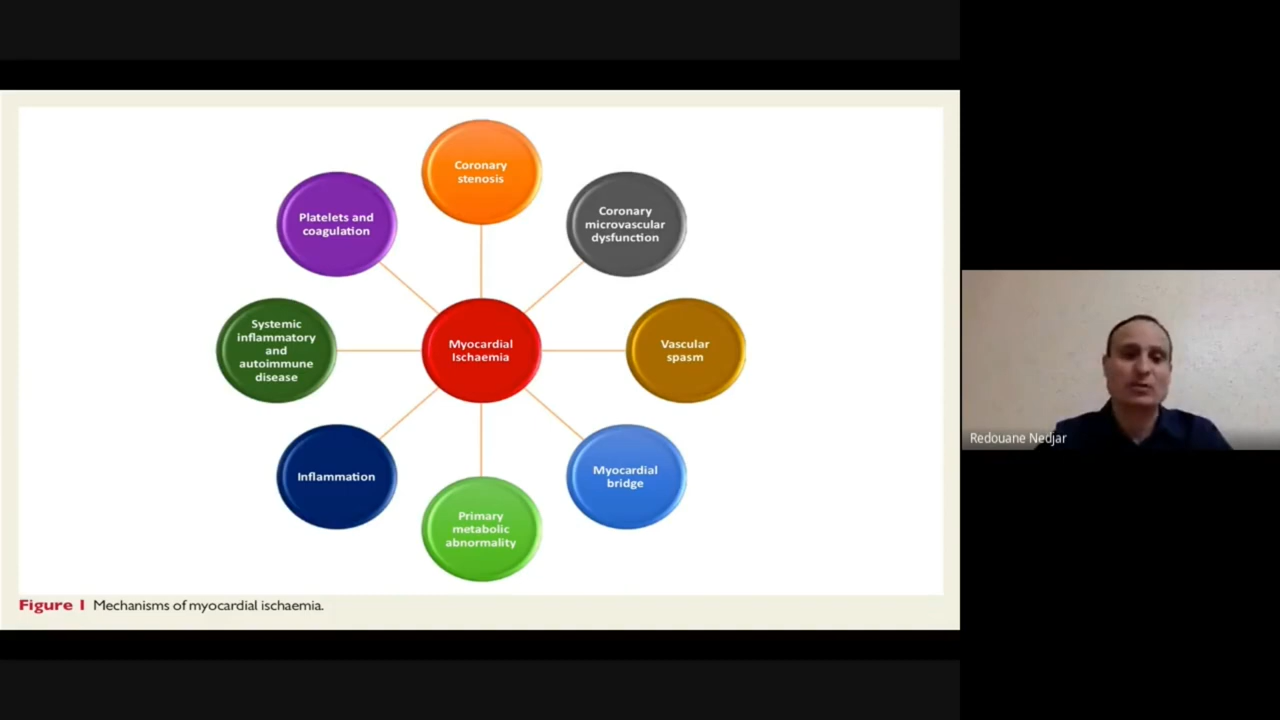 Coronary
stenosis
Coronary
microvascular
dysfunction
Vascular
spasm
Myocardial
bridge
Primary
metabolic
abnormality
Inflammation
Systemic
inflammatory
and
autoimmune
disease
Platelets and
coagulation
Myocardial
Ischaemia
Figure 1 Mechanisms of myocardial ischaemia.
Redouane Nedjar